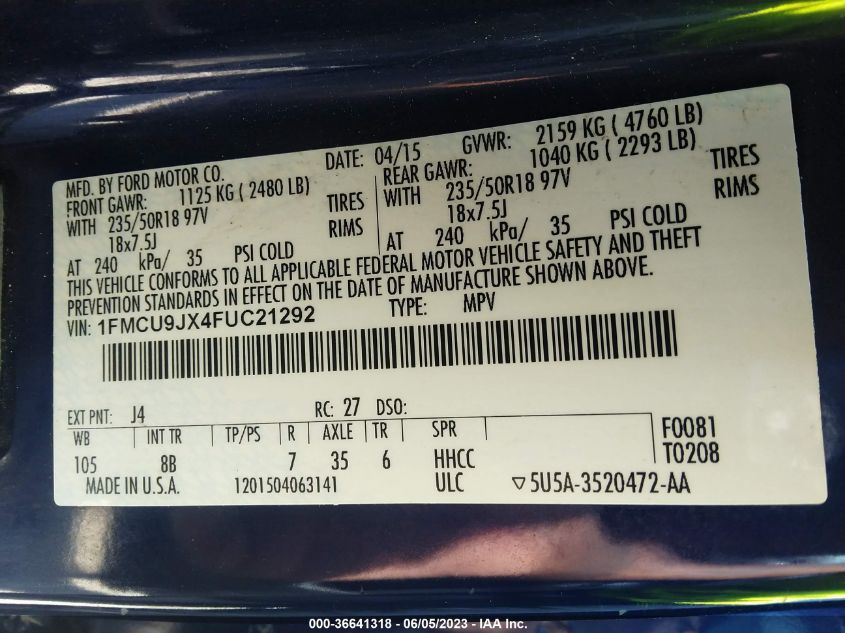 MFD. BY FORD MOTOR CO.
DATE: 04/15 GVWR: 2159 KG ( 4760 LB)
FRONT GAWR: 1125 KG ( 2480 LB)
REAR GAWR: 1040 KG ( 2293 LB)
WITH 235/50R18 97V TIRES
WITH 235/50R18 97V TIRES
18x7.5J RIMS
18x7.5J RIMS
AT 240 kPa/ 35 PSI COLD
AT 240 kPa/ 35 PSI COLD
THIS VEHICLE CONFORMS TO ALL APPLICABLE FEDERAL MOTOR VEHICLE SAFETY AND THEFT
PREVENTION STANDARDS IN EFFECT ON THE DATE OF MANUFACTURE SHOWN ABOVE.
VIN: 1FMCU9JX4FUC21292 TYPE: MPV
EXT PNT: J4 RC: 27 DSO:
WB INT TR TP/PS R AXLE TR SPR F0081
105 8B 7 35 6 HHCC T0208
MADE IN U.S.A. 1201504063141 ULC ▽5U5A-3520472-AA
000-36641318 - 06/05/2023 - IAA Inc.